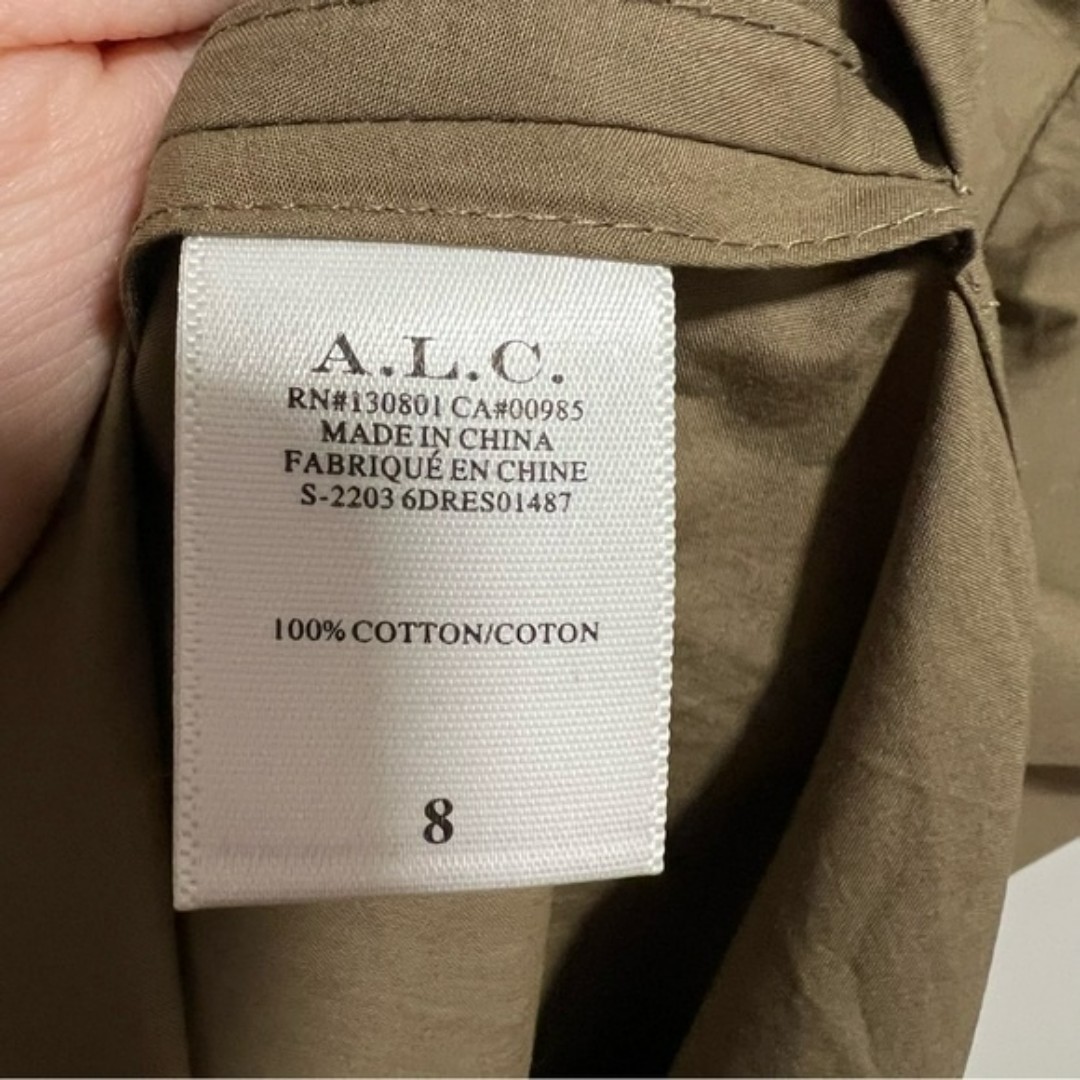 A.L.C.
RN#130801 CA#00985
MADE IN CHINA
FABRIQUÉ EN CHINE
S-2203 6DRES01487
100% COTTON/COTON
8